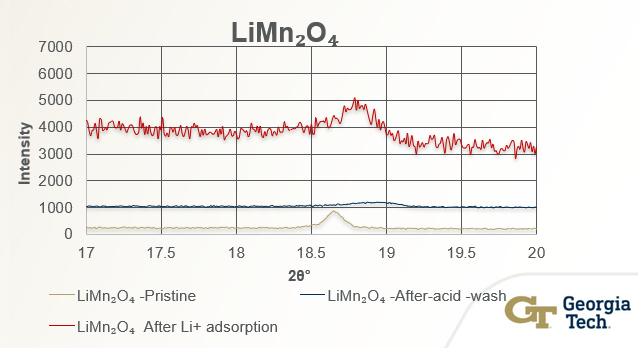 LiMn₂O₄
7000
6000
5000
4000
3000
2000
1000
0
Intensity
17 17.5 18 18.5 19 19.5 20
2θ°
LiMn₂O₄ -Pristine
LiMn₂O₄ -After-acid -wash
LiMn₂O₄ After Li+ adsorption
GT Georgia
Tech.